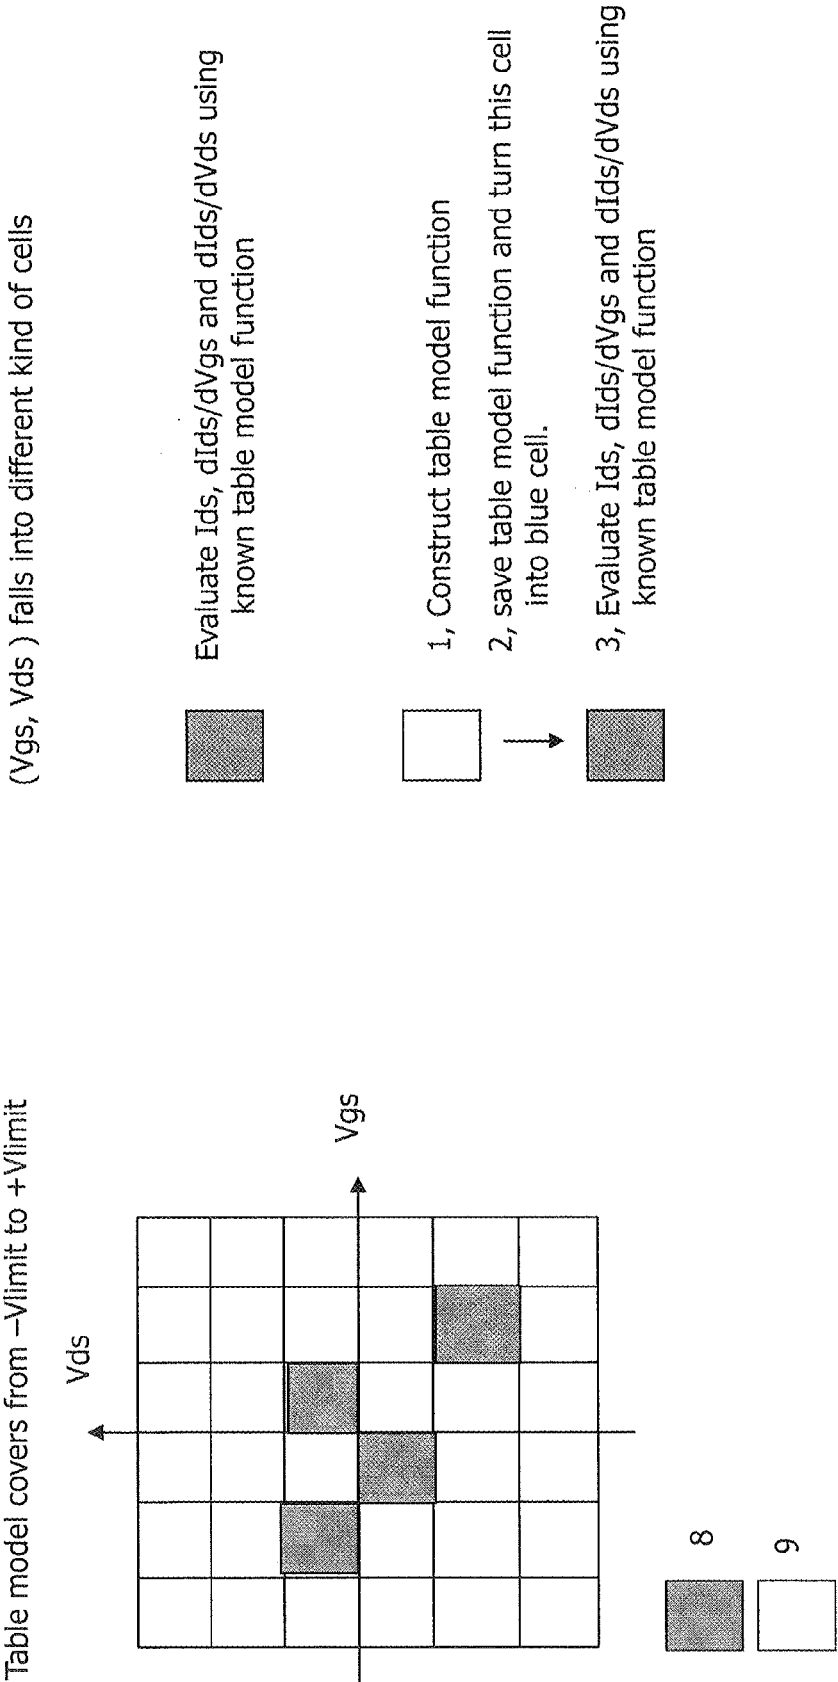 Table model covers from –Vlimit to +Vlimit
Vds
Vgs
8
9
(Vgs, Vds ) falls into different kind of cells
Evaluate Ids, dIds/dVgs and dIds/dVds using
known table model function
1, Construct table model function
2, save table model function and turn this cell
into blue cell.
3, Evaluate Ids, dIds/dVgs and dIds/dVds using
known table model function